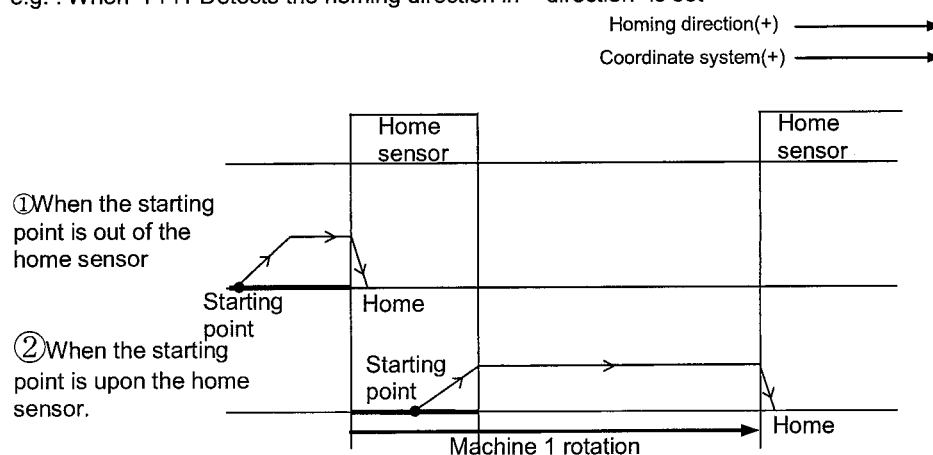 Homing direction(+)
Coordinate system(+)
Home
sensor
Home
sensor
①When the starting
point is out of the
home sensor
Starting
point
Home
②When the starting
point is upon the home
sensor.
Starting
point
Home
Machine 1 rotation